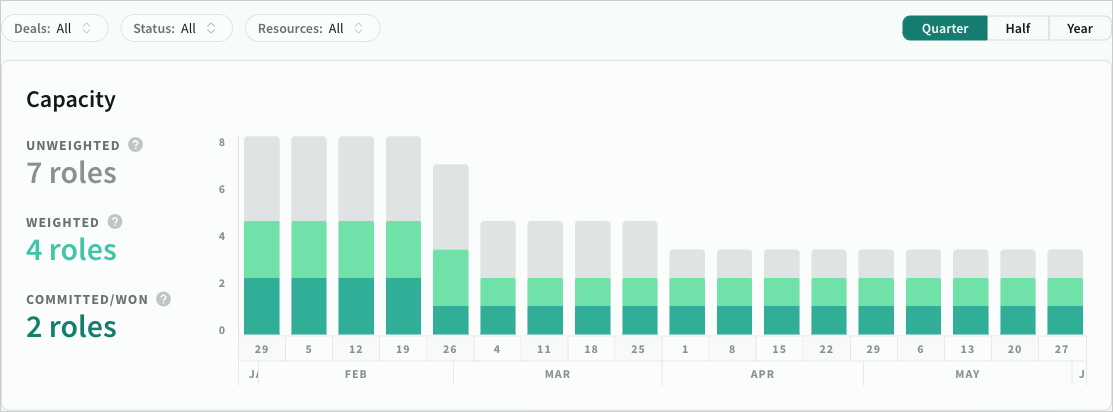 Deals: All Status: All Resources: All Quarter Half Year
Capacity
UNWEIGHTED ?
7 roles
WEIGHTED ?
4 roles
COMMITTED/WON ?
2 roles
8
6
4
2
0
29 5 12 19 26 4 11 18 25 1 8 15 22 29 6 13 20 27
JA FEB MAR APR MAY J